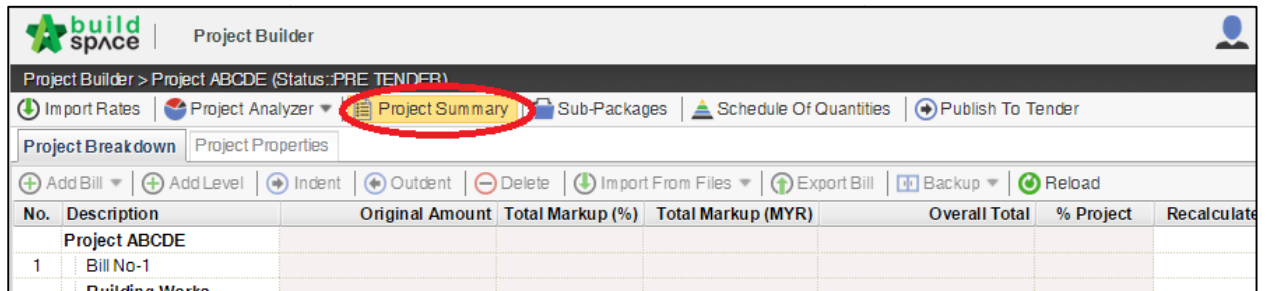 build
spʌce
Project Builder
Project Builder > Project ABCDE (Status::PRE TENDER)
Import Rates Project Analyzer Project Summary Sub-Packages Schedule Of Quantities Publish To Tender
Project Breakdown Project Properties
Add Bill Add Level Indent Outdent Delete Import From Files Export Bill Backup Reload
No. Description Original Amount Total Markup (%) Total Markup (MYR) Overall Total % Project Recalculate
Project ABCDE
1 Bill No-1
Building Works